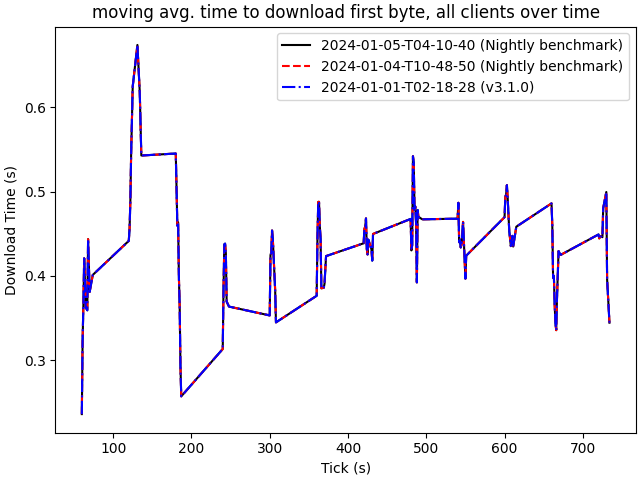 moving avg. time to download first byte, all clients over time
2024-01-05-T04-10-40 (Nightly benchmark)
2024-01-04-T10-48-50 (Nightly benchmark)
2024-01-01-T02-18-28 (v3.1.0)
Download Time (s)
0.6
0.5
0.4
0.3
100 200 300 400 500 600 700
Tick (s)